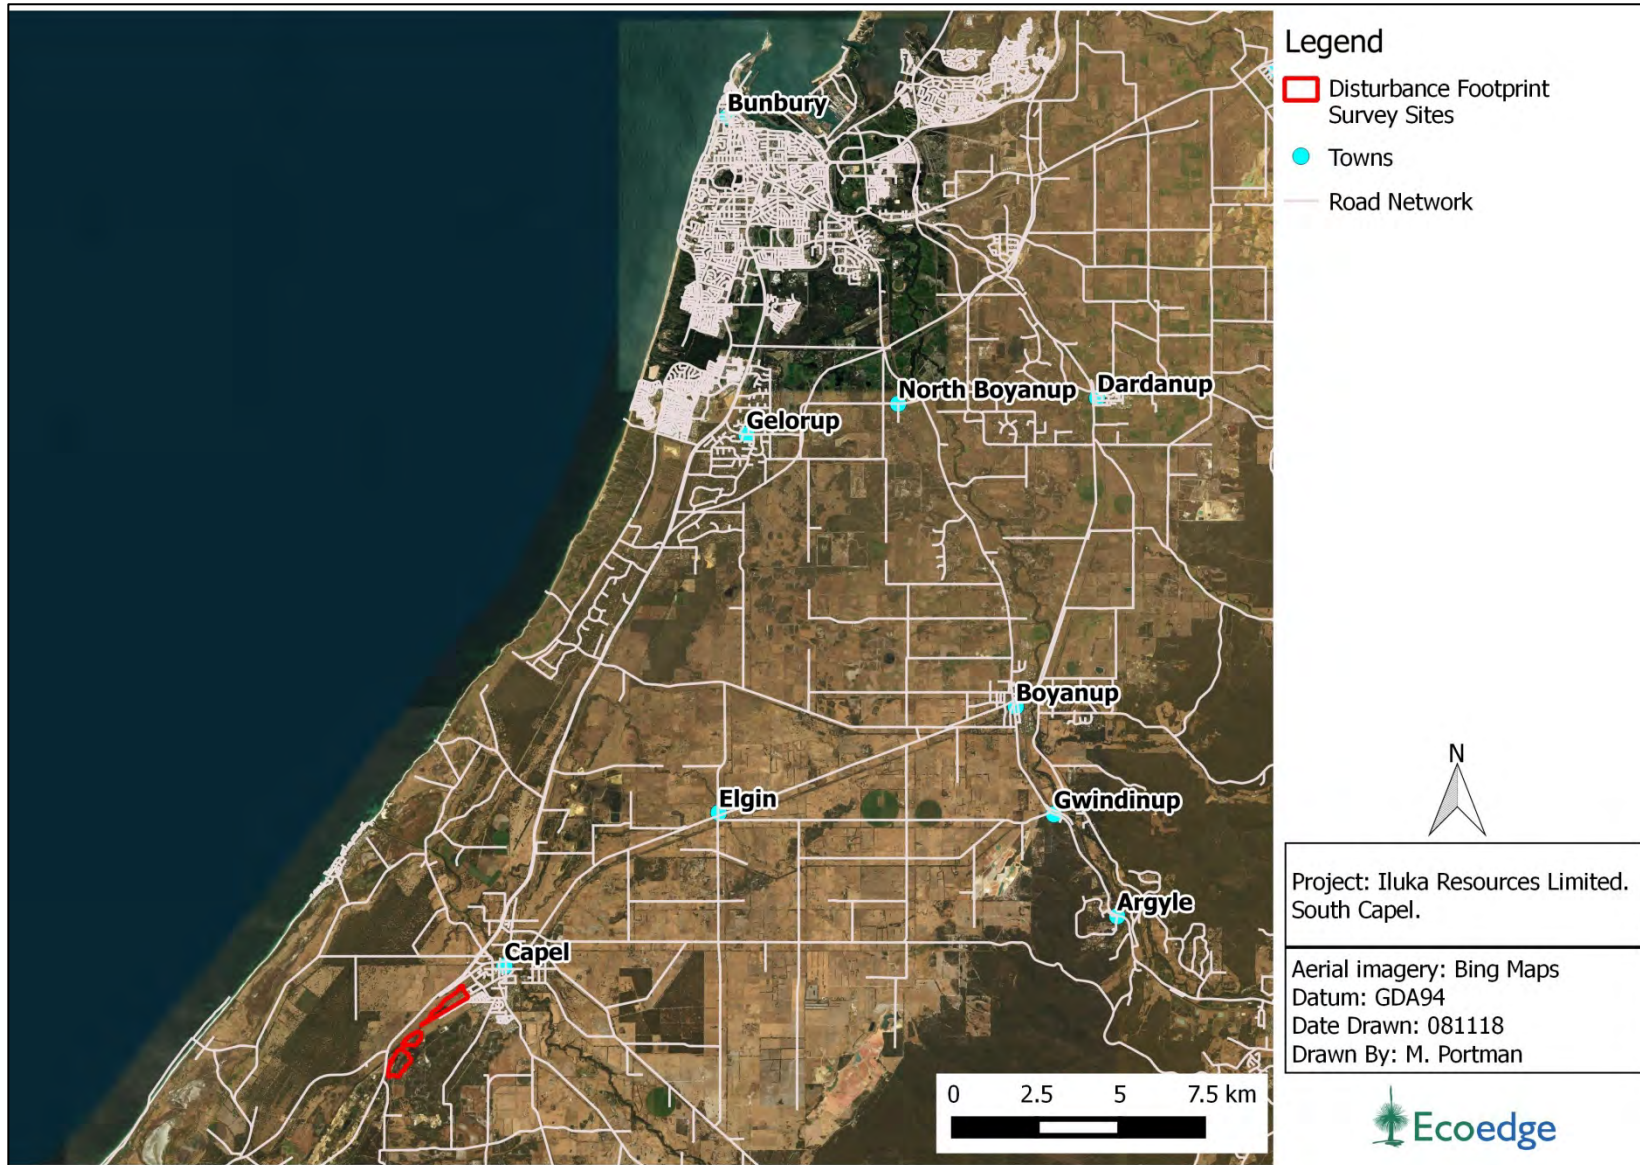 Bunbury
North Boyanup
Dardanup
Gelorup
Boyanup
Elgin
Gwindinup
Argyle
Capel
0 2.5 5 7.5 km
Legend
Disturbance Footprint
Survey Sites
Towns
Road Network
N
Project: Iluka Resources Limited.
South Capel.
Aerial imagery: Bing Maps
Datum: GDA94
Date Drawn: 081118
Drawn By: M. Portman
Ecoedge